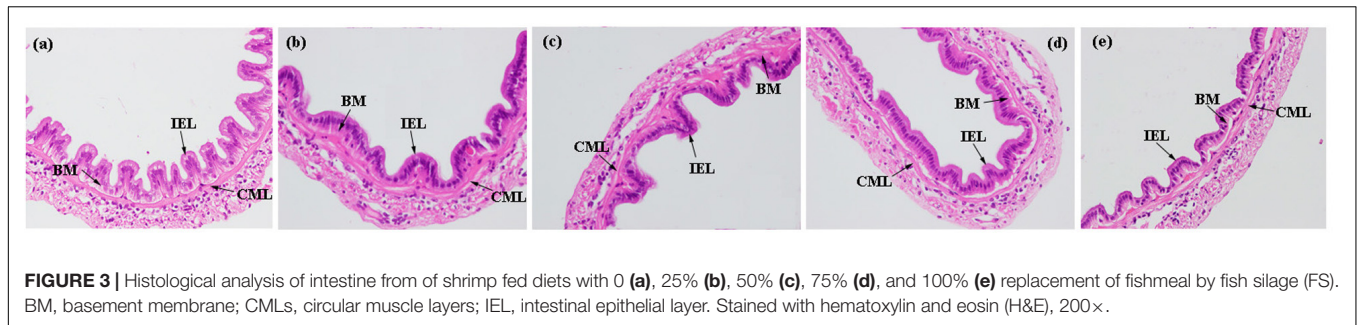 (a)
IEL
BM
CML
(b)
BM
IEL
CML
(c)
BM
CML
IEL
(d)
BM
IEL
CML
(e)
BM
CML
IEL
FIGURE 3 | Histological analysis of intestine from of shrimp fed diets with 0 (a), 25% (b), 50% (c), 75% (d), and 100% (e) replacement of fishmeal by fish silage (FS).
BM, basement membrane; CMLs, circular muscle layers; IEL, intestinal epithelial layer. Stained with hematoxylin and eosin (H&E), 200×.